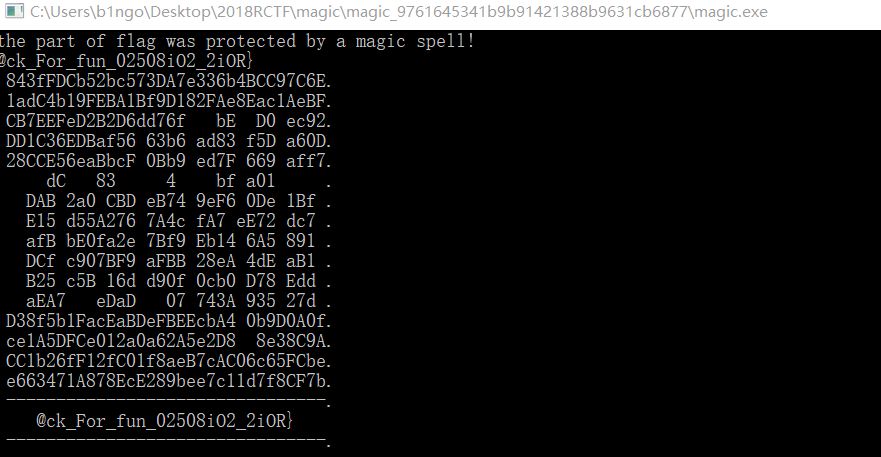 C:\Users\b1ngo\Desktop\2018RCTF\magic\magic_9761645341b9b91421388b9631cb6877\magic.exe
the part of flag was protected by a magic spell!
@ck_For_fun_02508iO2_2iOR}
 843fFDCb52bc573DA7e336b4BCC97C6E.
 1adC4b19FEBA1Bf9D182FAe8Eac1AeBF.
 CB7EEFeD2B2D6dd76f   bE  D0 ec92.
 DD1C36EDBaf56 63b6 ad83 f5D a60D.
 28CCE56eaBbcF 0Bb9 ed7F 669 aff7.
     dC   83     4    bf a01     .
   DAB 2a0 CBD eB74 9eF6 0De 1Bf .
   E15 d55A276 7A4c fA7 eE72 dc7 .
   afB bE0fa2e 7Bf9 Eb14 6A5 891 .
   DCf c907BF9 aFBB 28eA 4dE aB1 .
   B25 c5B 16d d90f 0cb0 D78 Edd .
   aEA7   eDaD   07 743A 935 27d .
 D38f5b1FacEaBDeFBEEcbA4  0b9D0A0f.
 ce1A5DFCe012a0a62A5e2D8  8e38C9A.
 CC1b26fF12fC01f8aeB7cAC06c65FCbe.
 e663471A878EcE289bee7c11d7f8CF7b.
--------------------------------.
    @ck_For_fun_02508iO2_2iOR}
--------------------------------.